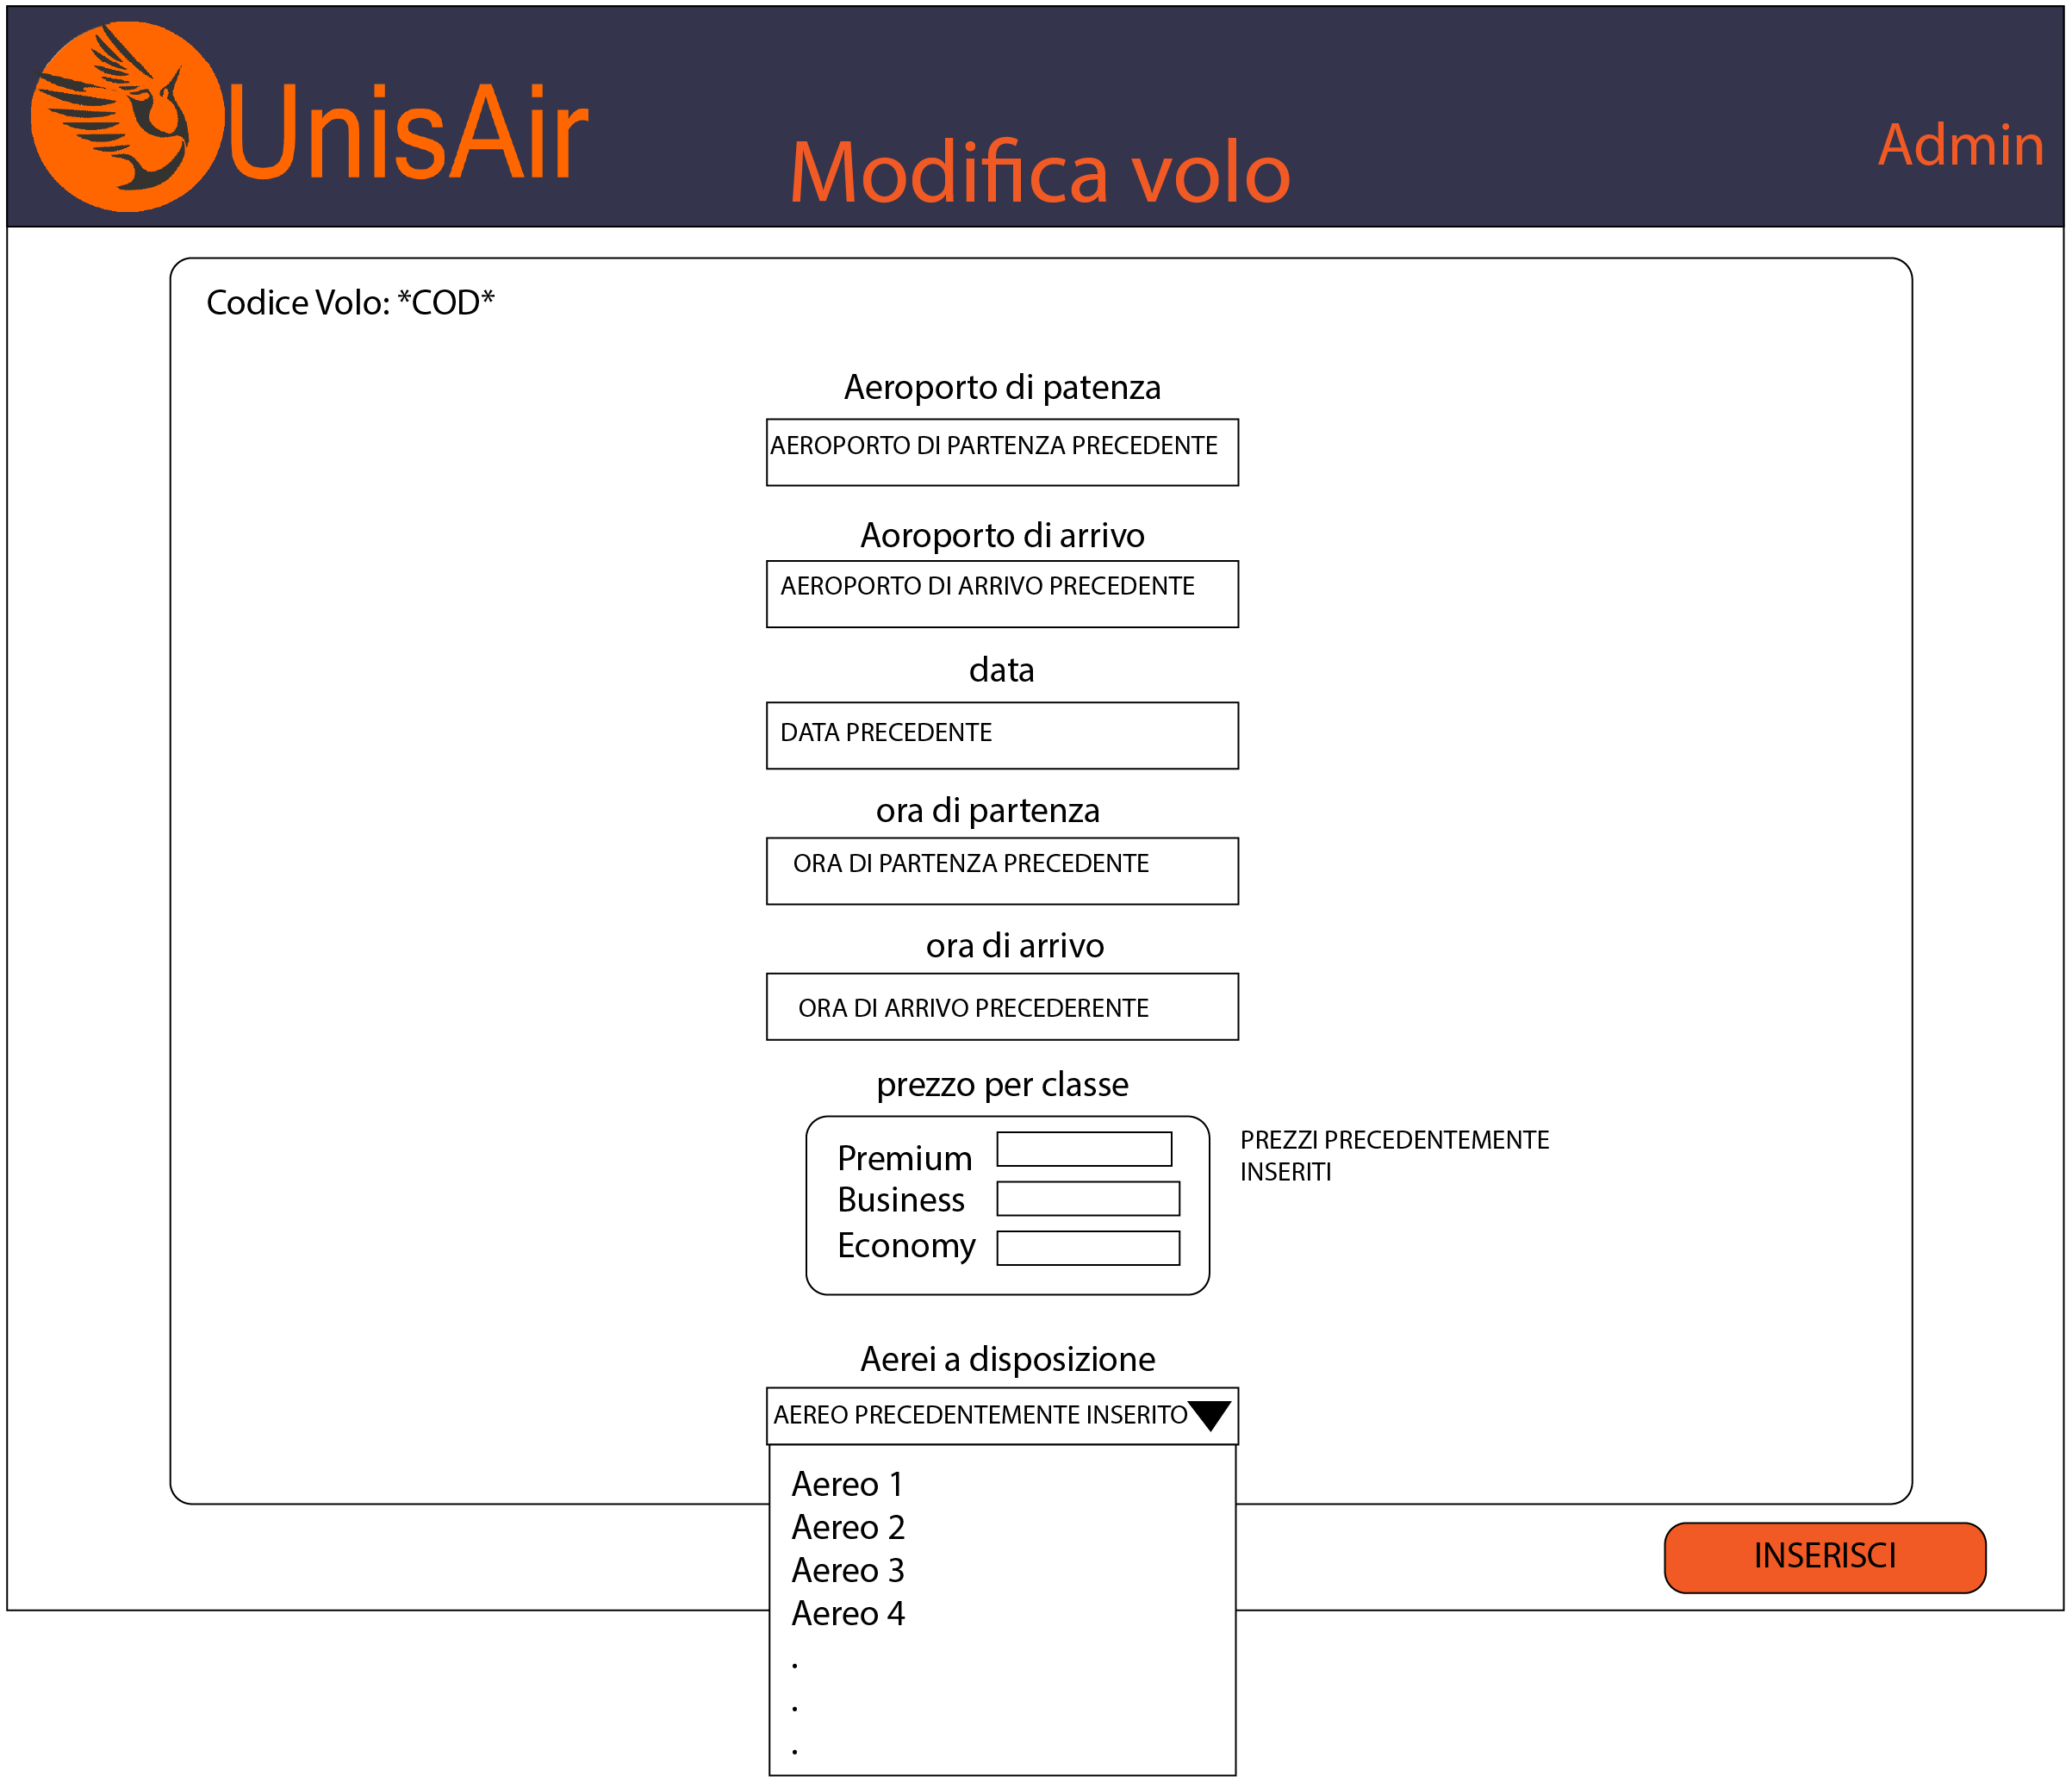 UnisAir
Modifica volo
Admin
Codice Volo: *COD*
Aeroporto di patenza
AEROPORTO DI PARTENZA PRECEDENTE
Aoroporto di arrivo
AEROPORTO DI ARRIVO PRECEDENTE
data
DATA PRECEDENTE
ora di partenza
ORA DI PARTENZA PRECEDENTE
ora di arrivo
ORA DI ARRIVO PRECEDERENTE
prezzo per classe
Premium
Business
Economy
PREZZI PRECEDENTEMENTE
INSERITI
Aerei a disposizione
AEREO PRECEDENTEMENTE INSERITO
Aereo 1
Aereo 2
Aereo 3
Aereo 4
.
.
.
INSERISCI